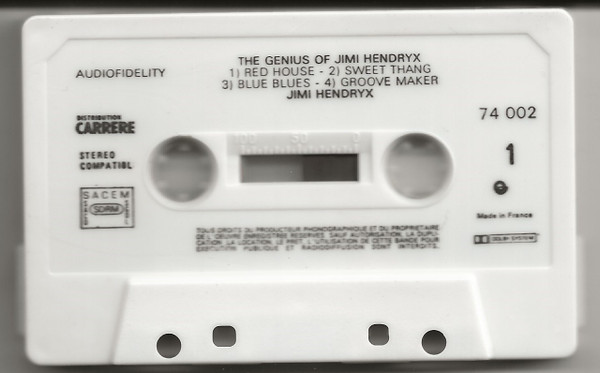 THE GENIUS OF JIMI HENDRYX
1) RED HOUSE - 2) SWEET THANG
3) BLUE BLUES - 4) GROOVE MAKER
JIMI HENDRYX
AUDIOFIDELITY
74 002
DISTRIBUTION
CARRERE
STEREO
COMPATIBL
100 50 0
1
SACEM
SDRM
Made in France
DOLBY SYSTEM
TOUS DROITS DU PRODUCTEUR PHONOGRAPHIQUE ET DU PROPRIETAIRE
DE L'OEUVRE ENREGISTREE RESERVES. SAUF AUTORISATION, LA DUPLI-
CATION, LA LOCATION, LE PRET, L'UTILISATION DE CETTE BANDE POUR
EXECUTION PUBLIQUE ET RADIODIFFUSION SONT INTERDITS.